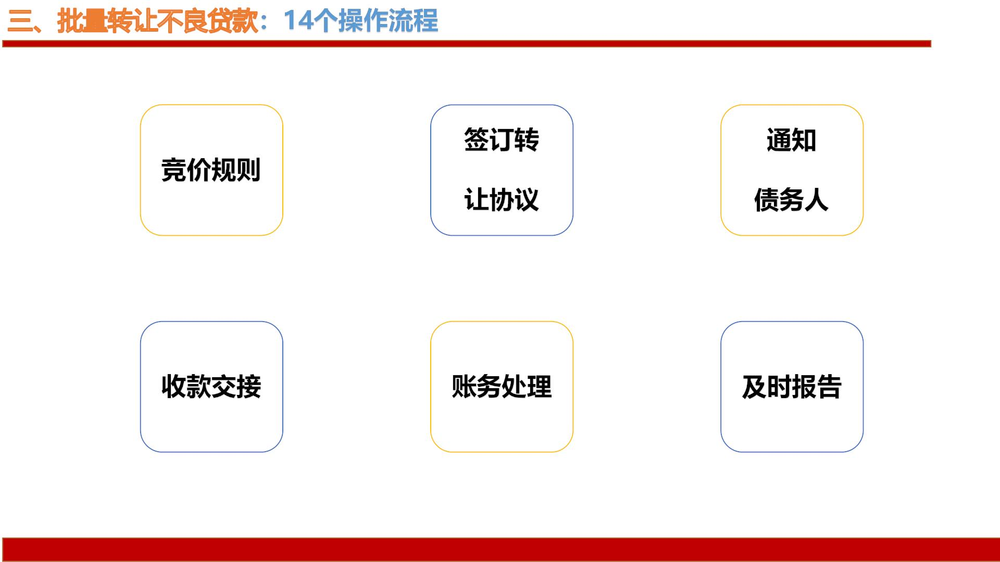 三、批量转让不良贷款：14个操作流程
竞价规则
签订转
让协议
通知
债务人
收款交接
账务处理
及时报告